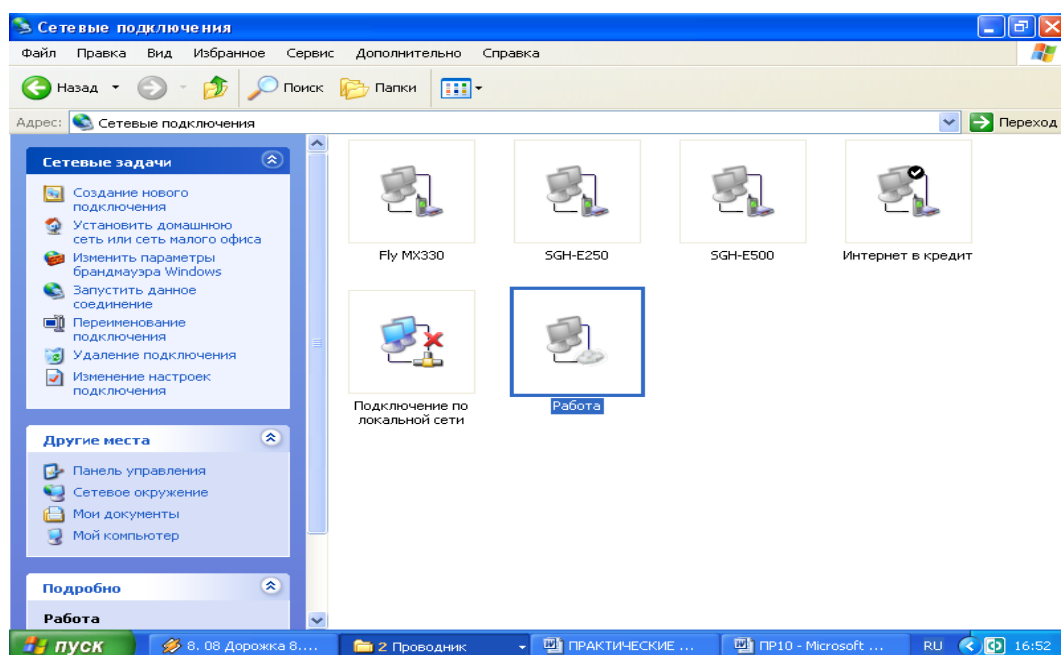 Сетевые подключения
Файл Правка Вид Избранное Сервис Дополнительно Справка
Назад Поиск Папки
Адрес: Сетевые подключения Переход
Сетевые задачи
Создание нового
подключения
Установить домашнюю
сеть или сеть малого офиса
Изменить параметры
брандмауэра Windows
Запустить данное
соединение
Переименование
подключения
Удаление подключения
Изменение настроек
подключения
Другие места
Панель управления
Сетевое окружение
Мои документы
Мой компьютер
Подробно
Работа
Fly MX330 SGH-E250 SGH-E500 Интернет в кредит
Подключение по
локальной сети
Работа
пуск 8. 08 Дорожка 8.... 2 Проводник ПРАКТИЧЕСКИЕ ... ПР10 - Microsoft ... RU 16:52